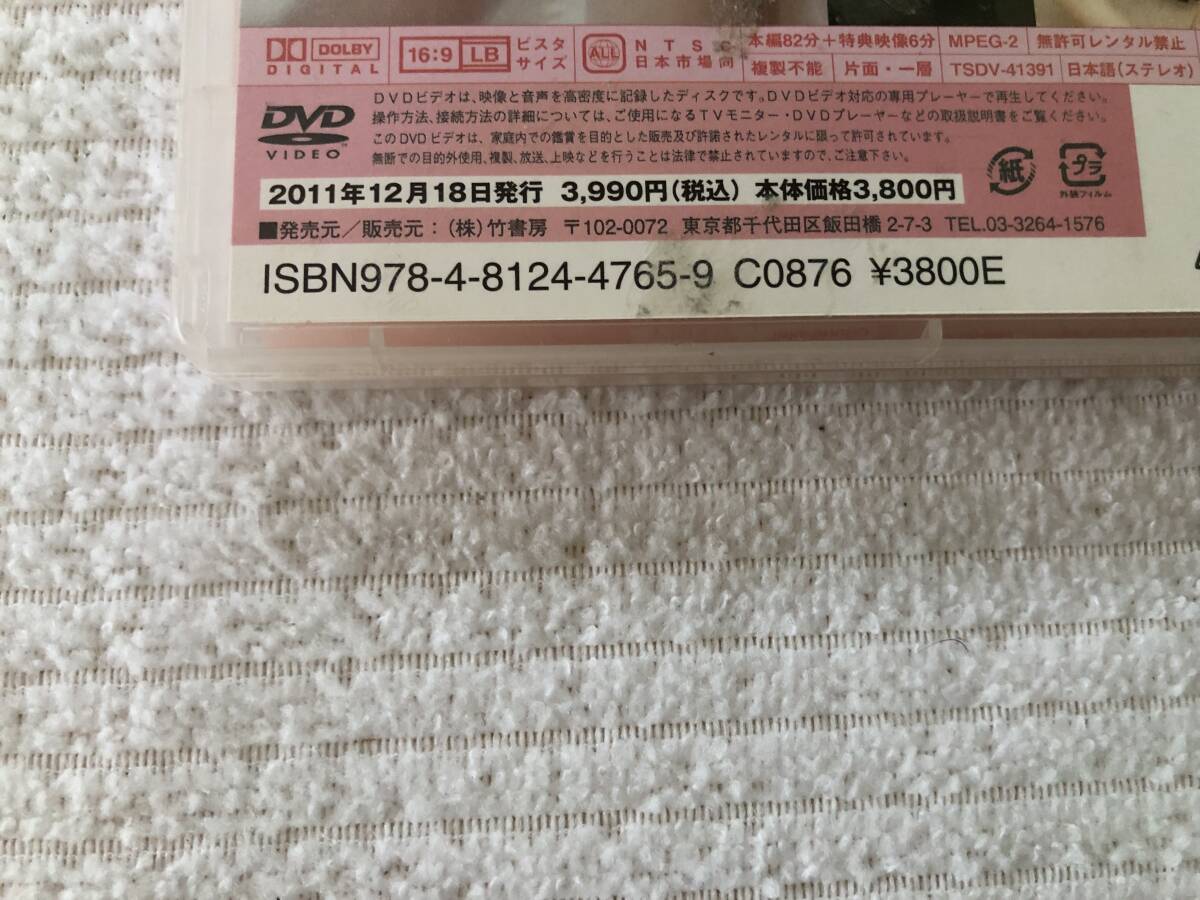 DOLBY DIGITAL 16:9 LB ビスタサイズ ALL NTSC 日本市場向 本編82分＋特典映像6分 MPEG-2 無許可レンタル禁止
複製不能 片面・一層 TSDV-41391 日本語（ステレオ）
DVD VIDEO
DVDビデオは、映像と音声を高密度に記録したディスクです。DVDビデオ対応の専用プレーヤーで再生してください。
操作方法、接続方法の詳細については、ご使用になるTVモニター・DVDプレーヤーなどの取扱説明書をご覧ください。
このDVDビデオは、家庭内での鑑賞を目的とした販売及び許諾されたレンタルに限って許可されています。
無断での目的外使用、複製、放送、上映などを行うことは法律で禁止されていますので、ご注意下さい。
紙 プラ 外装フィルム
2011年12月18日発行 3,990円（税込） 本体価格3,800円
■発売元／販売元：（株）竹書房 〒102-0072 東京都千代田区飯田橋 2-7-3 TEL.03-3264-1576
ISBN978-4-8124-4765-9 C0876 ¥3800E